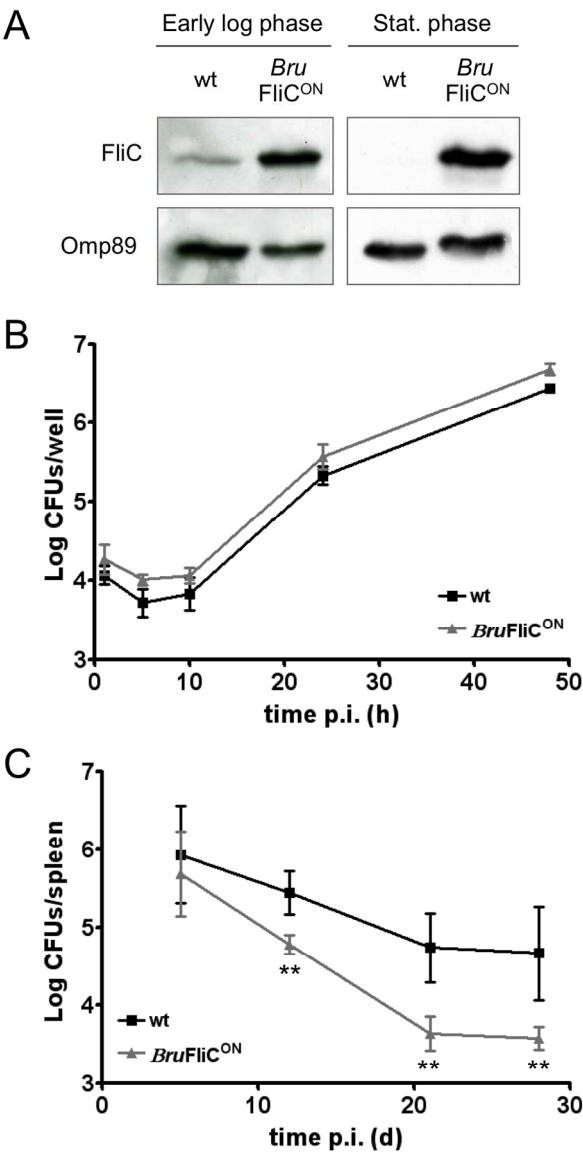 A
Early log phase Stat. phase
wt Bru FliC^ON wt Bru FliC^ON
FliC
Omp89
B
7
6
5
4
3
Log CFUs/well
wt
BruFliC^ON
0 10 20 30 40 50
time p.i. (h)
C
7
6
5
4
3
Log CFUs/spleen
**
** **
wt
BruFliC^ON
0 10 20 30
time p.i. (d)